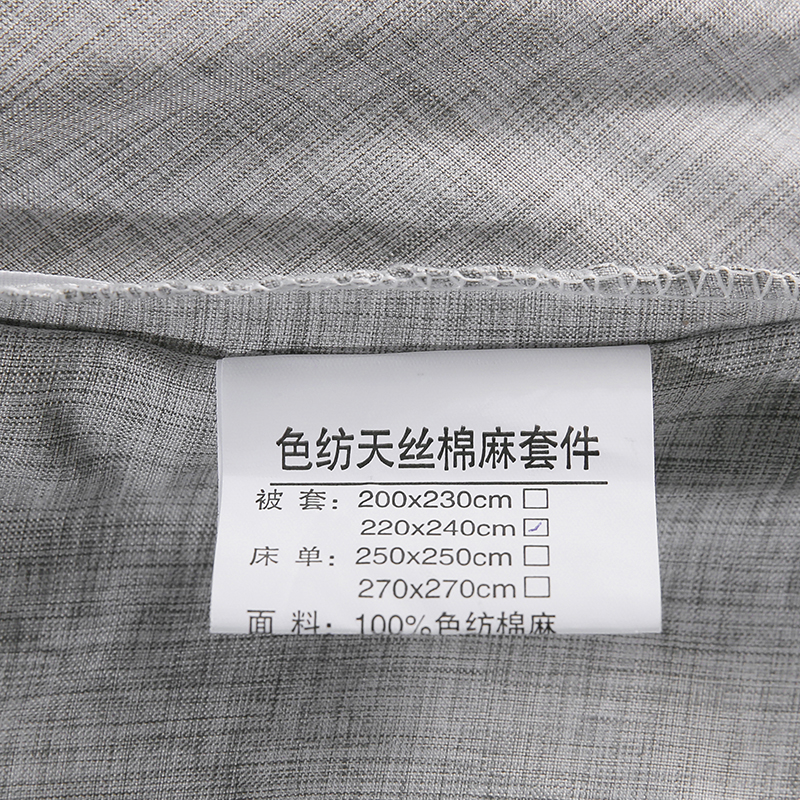 色纺天丝棉麻套件
被 套：200x230cm □
220x240cm ☑
床 单：250x250cm □
270x270cm □
面 料：100%色纺棉麻